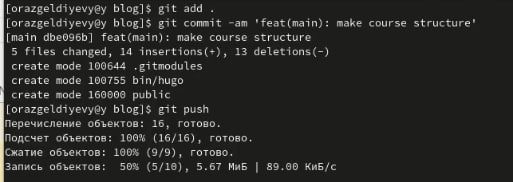 [orazgeldiyevy@y blog]$ git add .
[orazgeldiyevy@y blog]$ git commit -am 'feat(main): make course structure'
[main dbe096b] feat(main): make course structure
 5 files changed, 14 insertions(+), 13 deletions(-)
 create mode 100644 .gitmodules
 create mode 100755 bin/hugo
 create mode 160000 public
[orazgeldiyevy@y blog]$ git push
Перечисление объектов: 16, готово.
Подсчет объектов: 100% (16/16), готово.
Сжатие объектов: 100% (9/9), готово.
Запись объектов:  50% (5/10), 5.67 МиБ | 89.00 КиБ/с